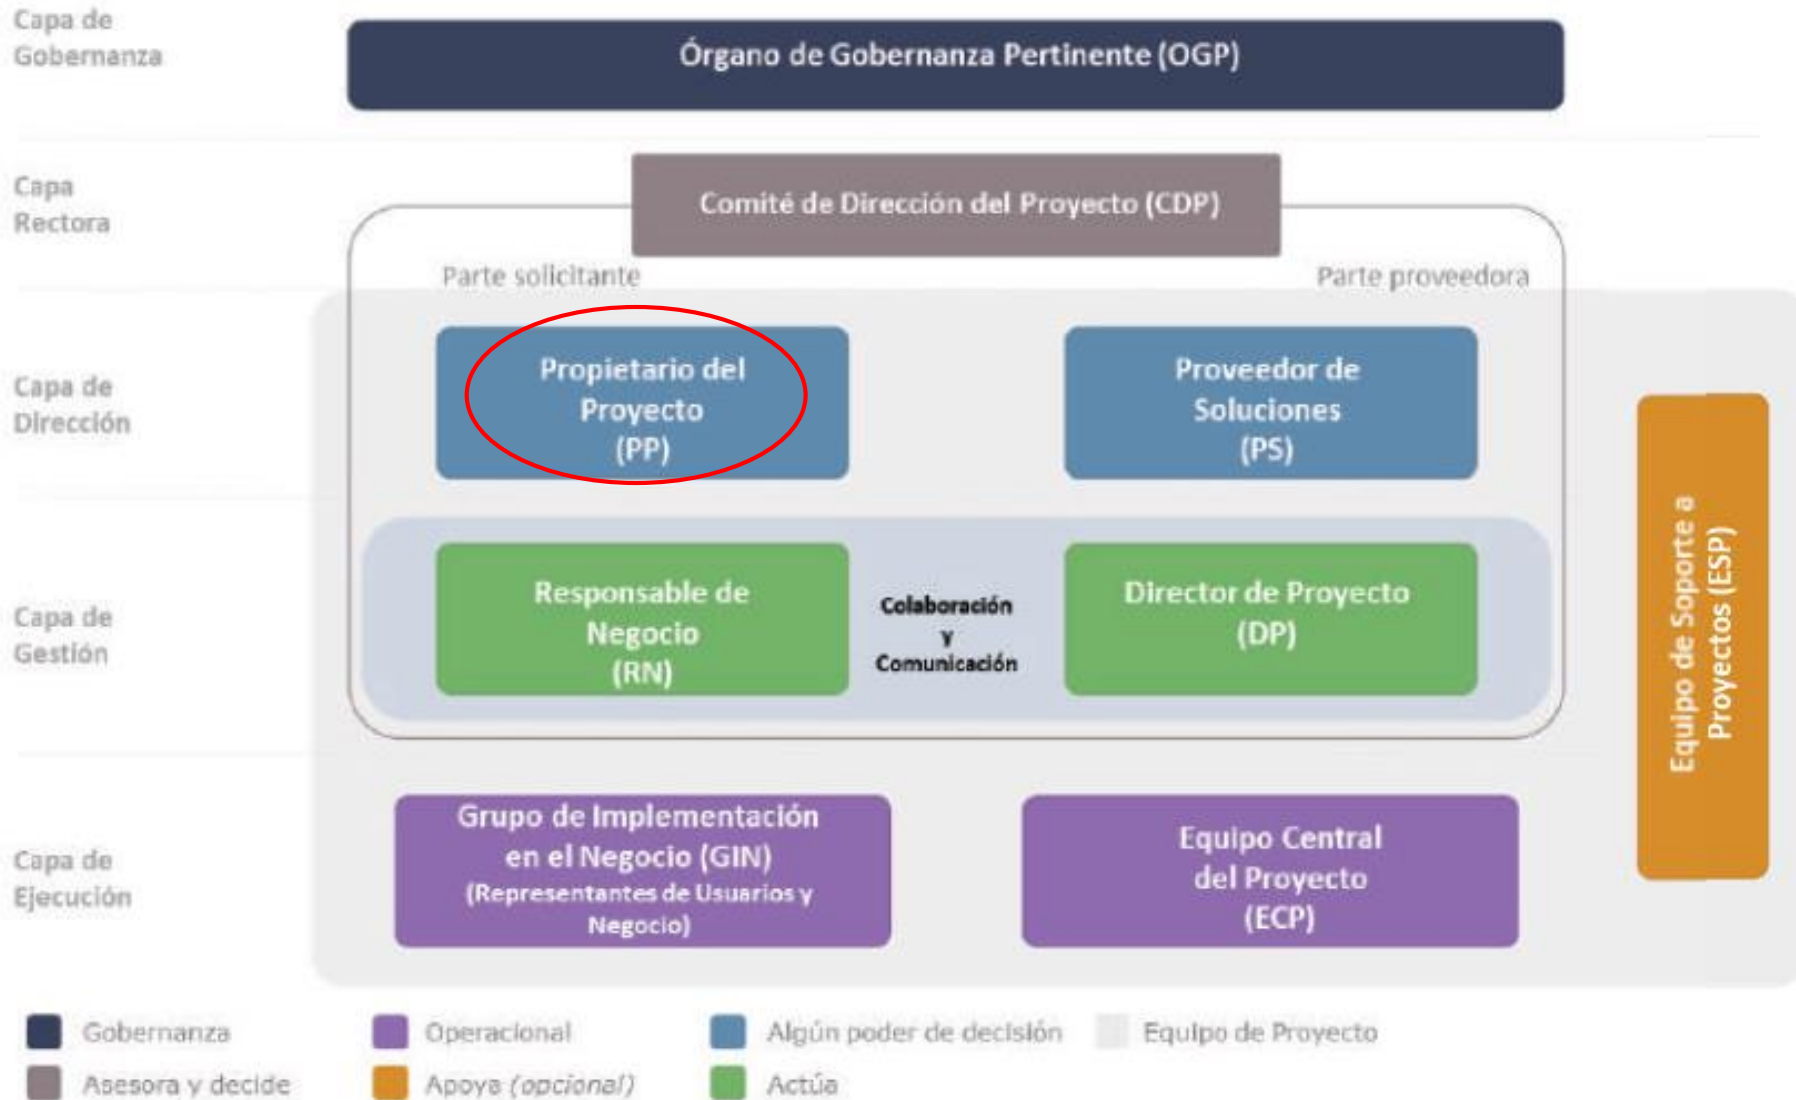 Capa de
Gobernanza
Órgano de Gobernanza Pertinente (OGP)
Capa
Rectora
Comité de Dirección del Proyecto (CDP)
Parte solicitante
Parte proveedora
Capa de
Dirección
Propietario del
Proyecto
(PP)
Proveedor de
Soluciones
(PS)
Capa de
Gestión
Responsable de
Negocio
(RN)
Colaboración
y
Comunicación
Director de Proyecto
(DP)
Equipo de Soporte a
Proyectos (ESP)
Capa de
Ejecución
Grupo de Implementación
en el Negocio (GIN)
(Representantes de Usuarios y
Negocio)
Equipo Central
del Proyecto
(ECP)
Gobernanza
Operacional
Algún poder de decisión
Equipo de Proyecto
Asesora y decide
Apoya (opcional)
Actúa